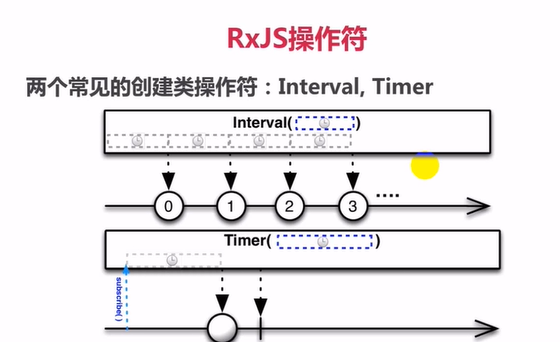 RxJS操作符
两个常见的创建类操作符：Interval, Timer
Interval( )
0 1 2 3 ....
Timer( )
subscribe( )